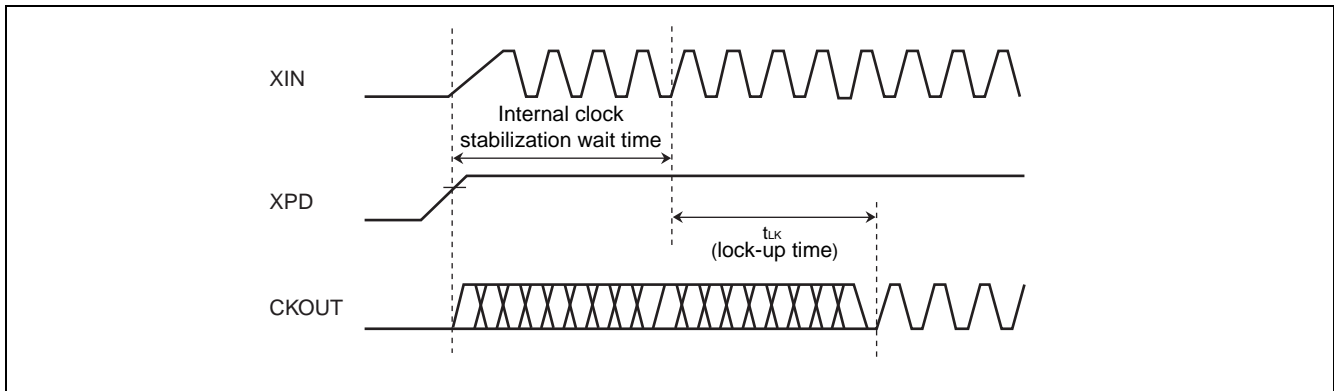 XIN
Internal clock
stabilization wait time
XPD
tLK
(lock-up time)
CKOUT